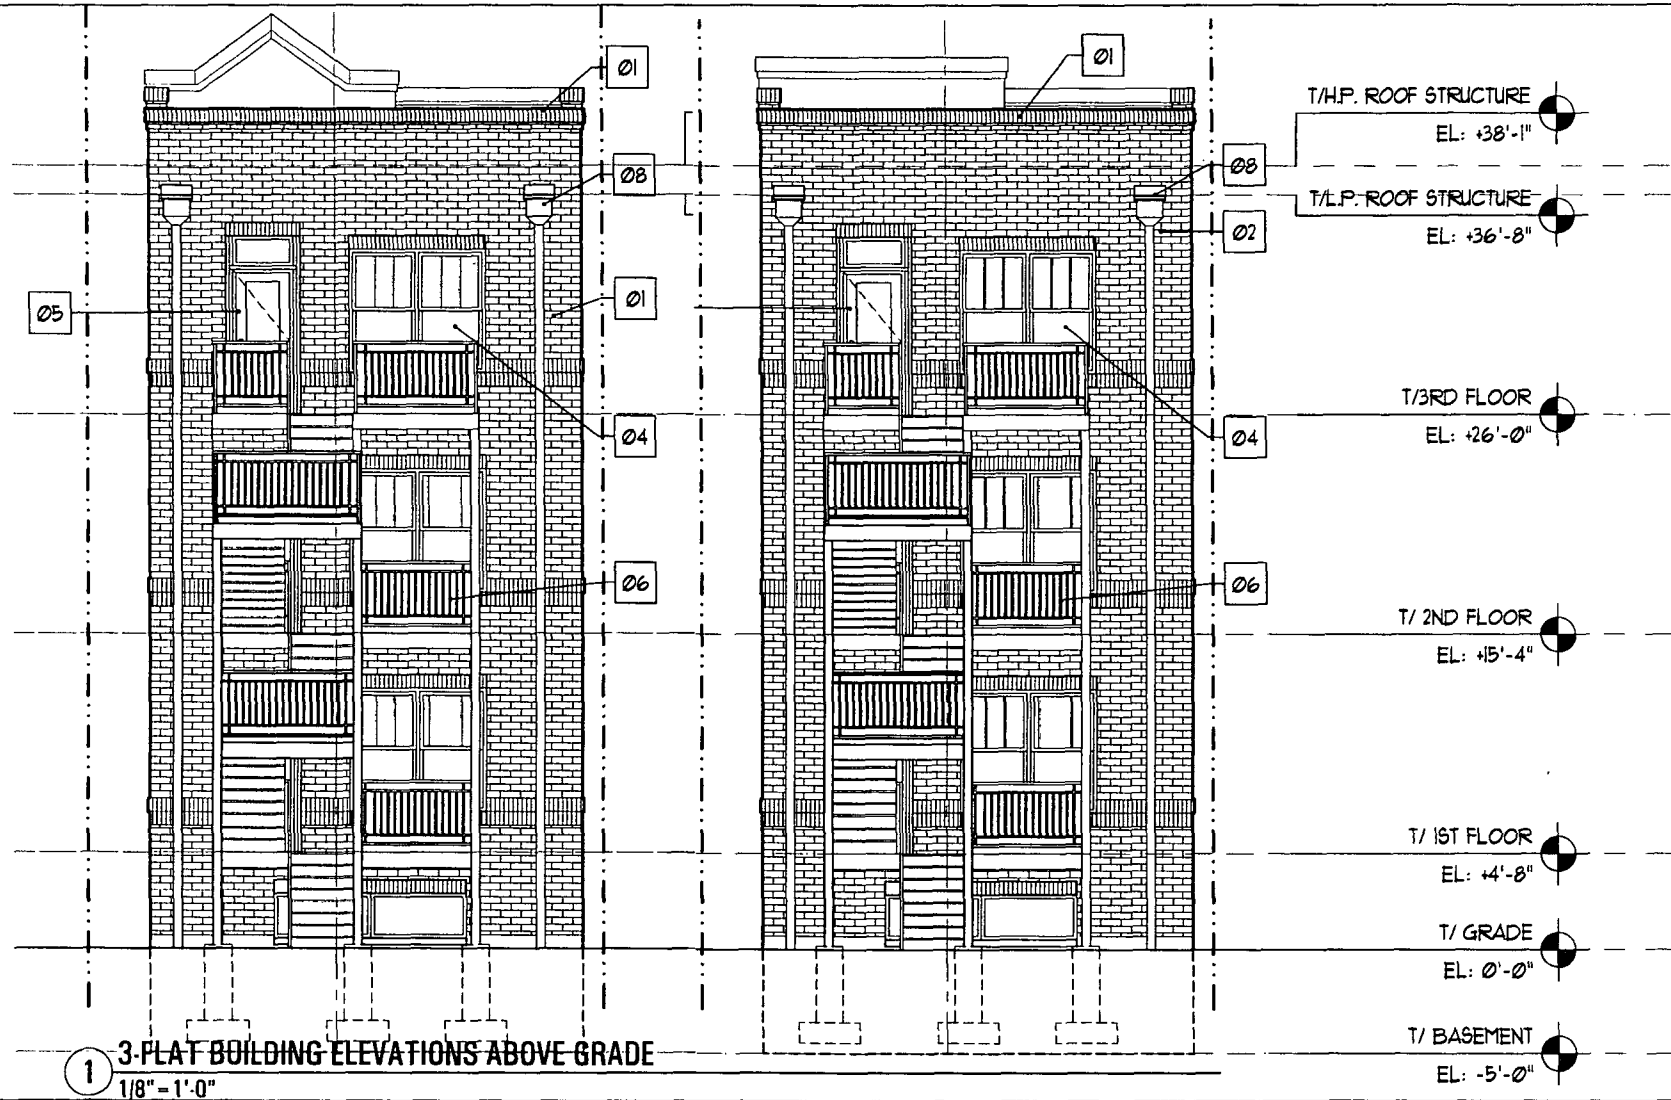 01
01
T/H.P. ROOF STRUCTURE
EL: +38'-1"
08
08
T/L.P. ROOF STRUCTURE
EL: +36'-8"
02
05
01
T/3RD FLOOR
EL: +26'-0"
04
04
06
06
T/ 2ND FLOOR
EL: +15'-4"
T/ 1ST FLOOR
EL: +4'-8"
T/ GRADE
EL: 0'-0"
T/ BASEMENT
EL: -5'-0"
1 3-FLAT BUILDING ELEVATIONS ABOVE GRADE
1/8" = 1'-0"